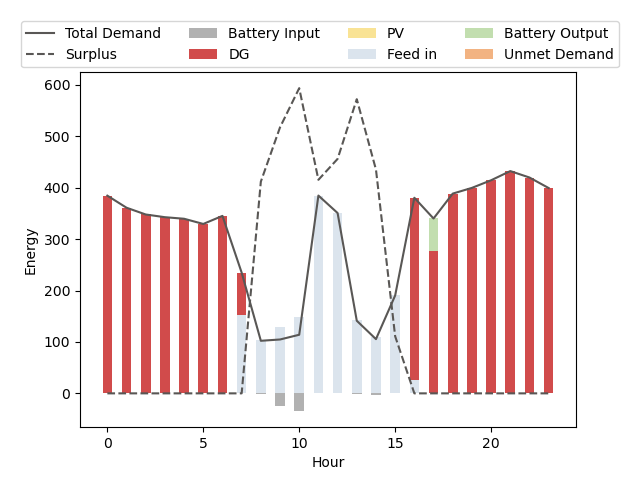 Total Demand Battery Input PV Battery Output
Surplus DG Feed in Unmet Demand
600
500
400
300
200
100
0
Energy
0 5 10 15 20
Hour